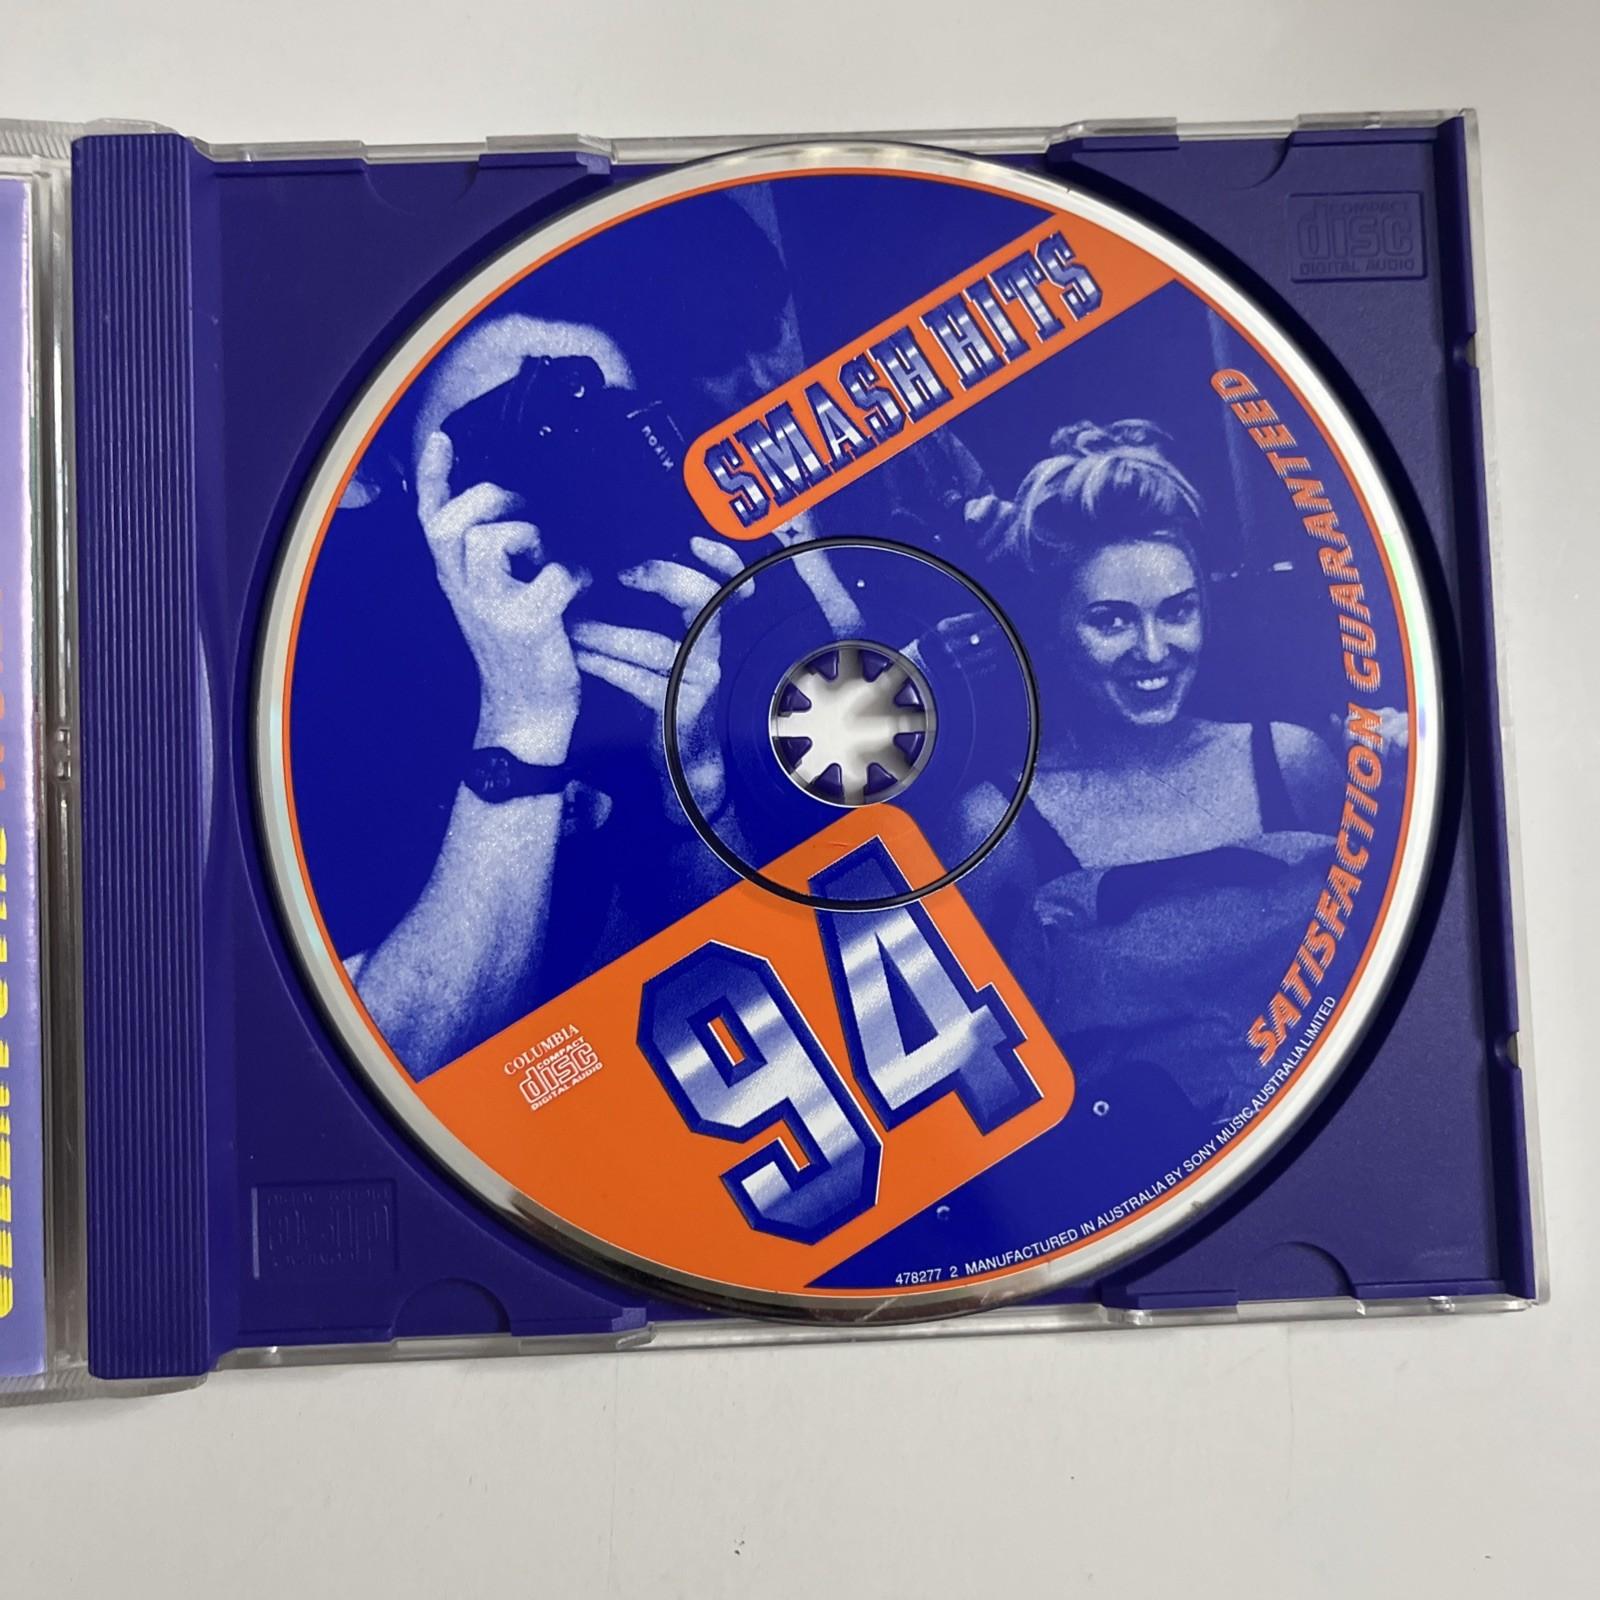 SMASH HITS
94
SATISFACTION GUARANTEED
COLUMBIA
COMPACT
disc
DIGITAL AUDIO
478277 2 MANUFACTURED IN AUSTRALIA BY SONY MUSIC AUSTRALIA LIMITED
COMPACT
disc
DIGITAL AUDIO